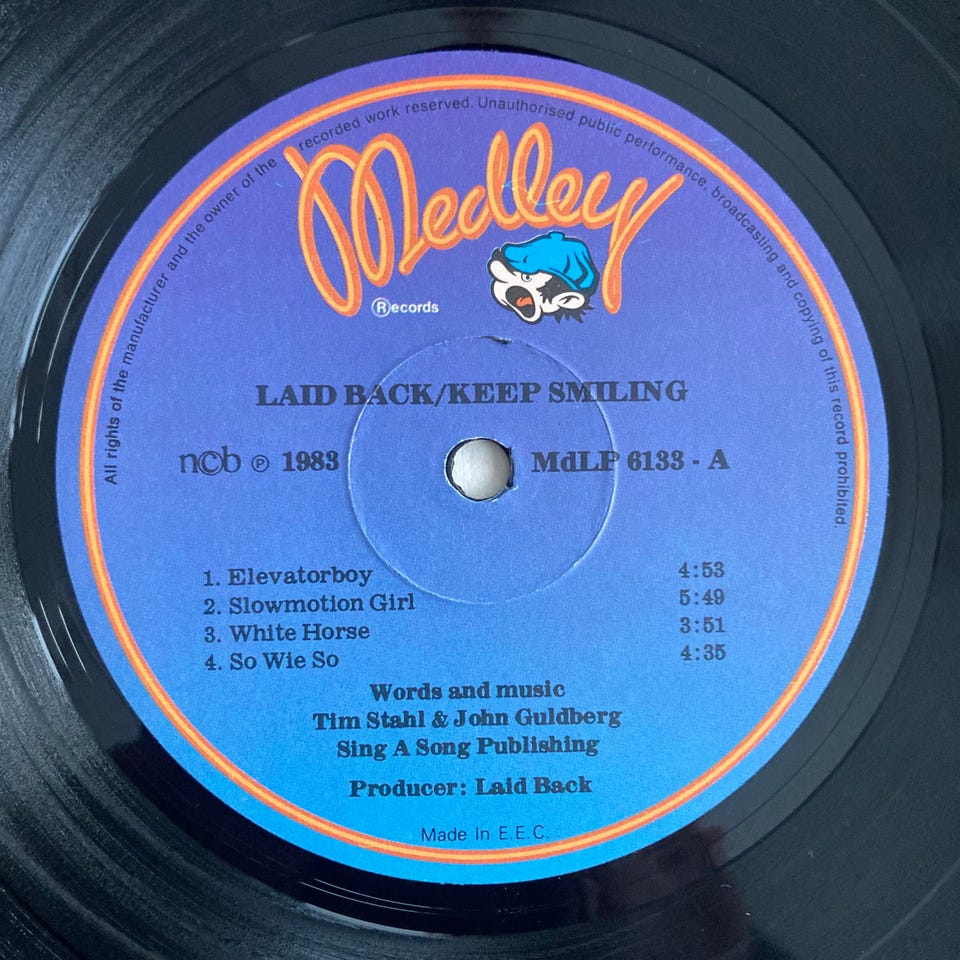 All rights of the manufacturer and the owner of the recorded work reserved. Unauthorised public performance, broadcasting and copying of this record prohibited.
Medley
Ⓡecords
LAID BACK/KEEP SMILING
n©b ℗ 1983 MdLP 6133 - A
1. Elevatorboy 4:53
2. Slowmotion Girl 5:49
3. White Horse 3:51
4. So Wie So 4:35
Words and music
Tim Stahl & John Guldberg
Sing A Song Publishing
Producer: Laid Back
Made In E.E.C.